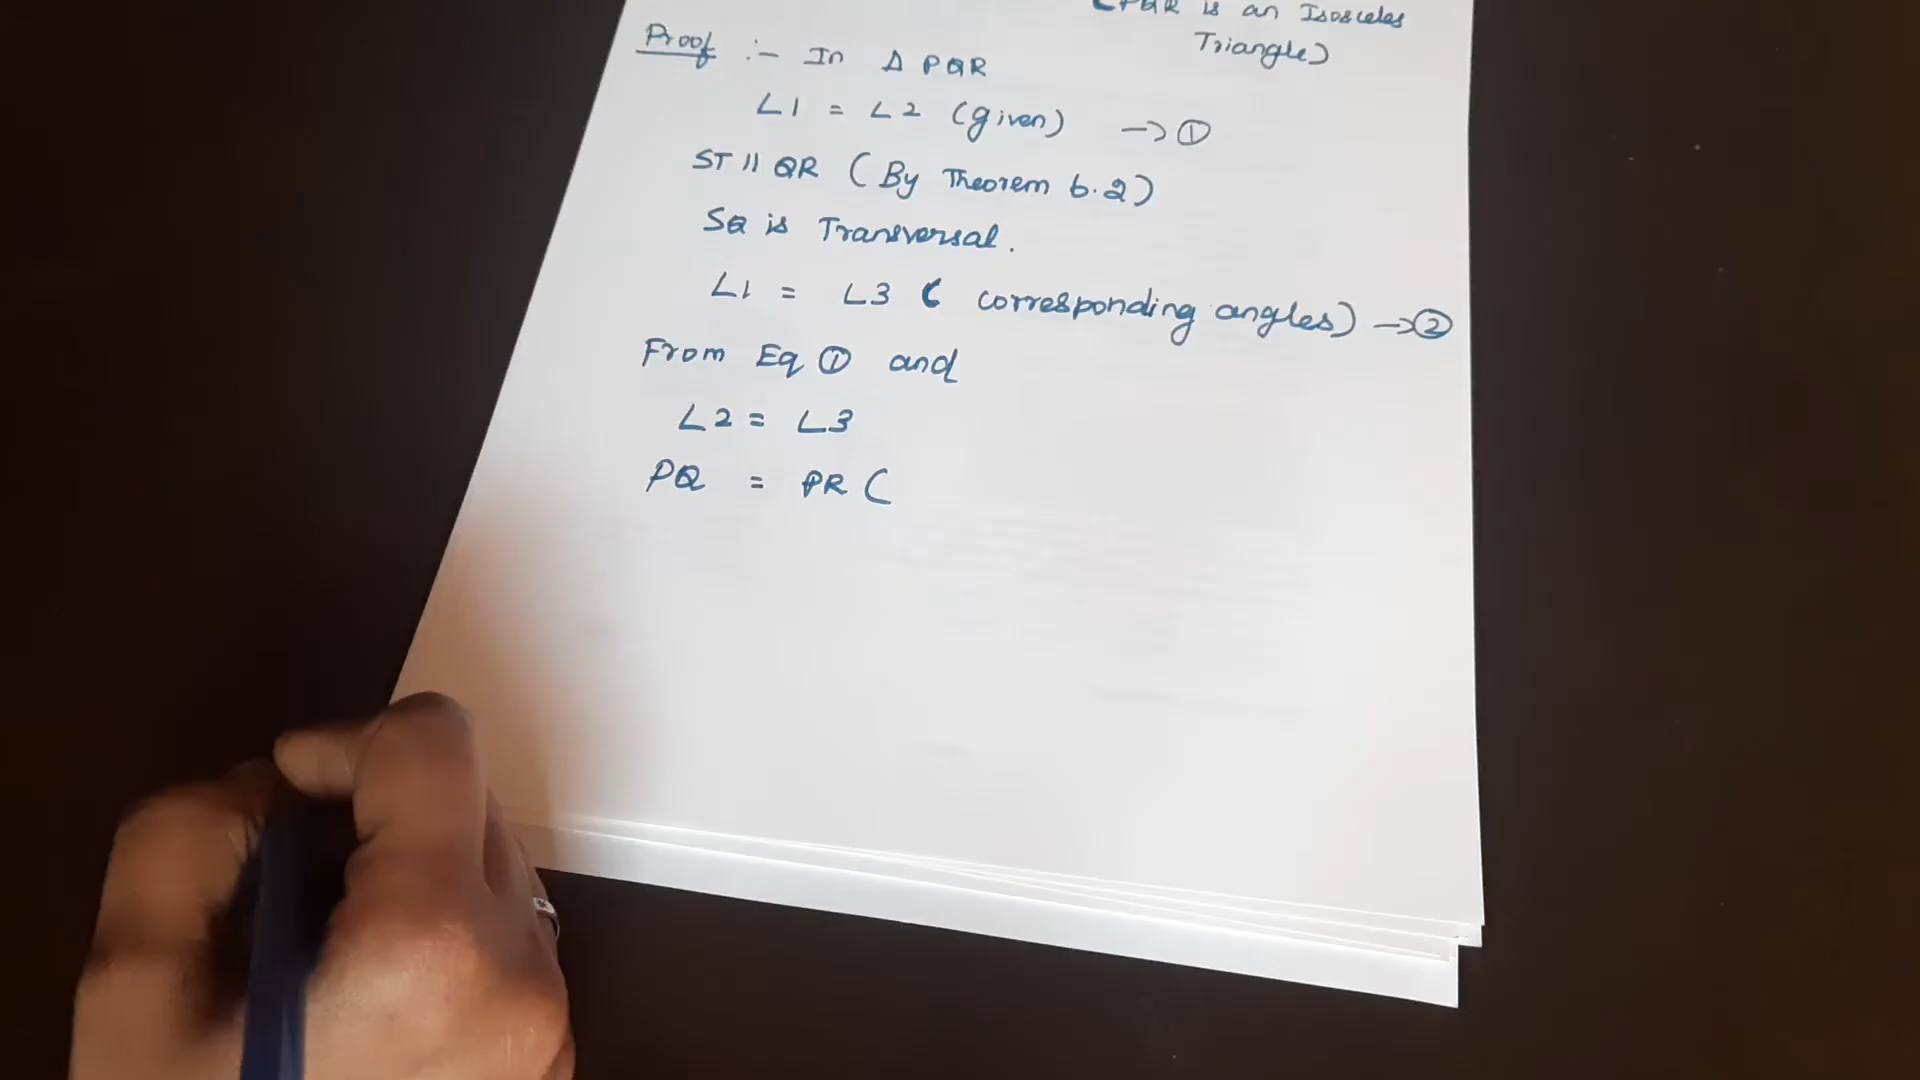 (PQR is an Isosceles
Triangle)
Proof :- In Δ PQR
∠1 = ∠2 (given) → ①
ST || QR (By Theorem 6.2)
SQ is Transversal.
∠1 = ∠3 ( corresponding angles) → ②
From Eq ① and
∠2 = ∠3
PQ = PR (